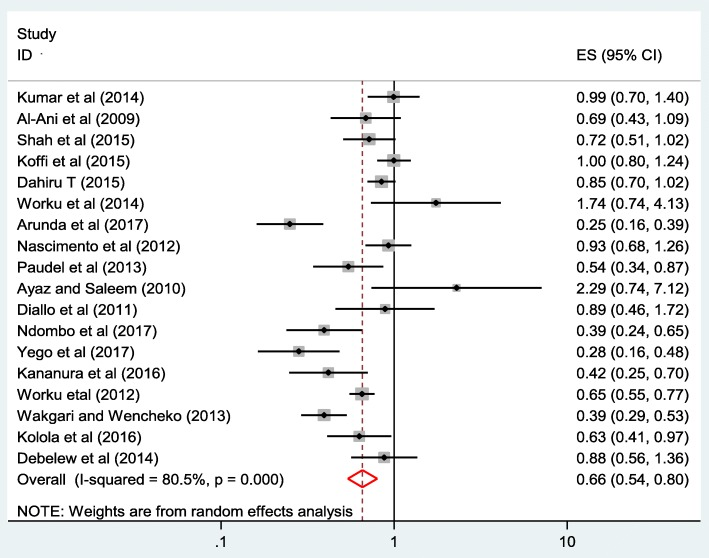 Study
ID
ES (95% CI)
Kumar et al (2014) 0.99 (0.70, 1.40)
Al-Ani et al (2009) 0.69 (0.43, 1.09)
Shah et al (2015) 0.72 (0.51, 1.02)
Koffi et al (2015) 1.00 (0.80, 1.24)
Dahiru T (2015) 0.85 (0.70, 1.02)
Worku et al (2014) 1.74 (0.74, 4.13)
Arunda et al (2017) 0.25 (0.16, 0.39)
Nascimento et al (2012) 0.93 (0.68, 1.26)
Paudel et al (2013) 0.54 (0.34, 0.87)
Ayaz and Saleem (2010) 2.29 (0.74, 7.12)
Diallo et al (2011) 0.89 (0.46, 1.72)
Ndombo et al (2017) 0.39 (0.24, 0.65)
Yego et al (2017) 0.28 (0.16, 0.48)
Kananura et al (2016) 0.42 (0.25, 0.70)
Worku etal (2012) 0.65 (0.55, 0.77)
Wakgari and Wencheko (2013) 0.39 (0.29, 0.53)
Kolola et al (2016) 0.63 (0.41, 0.97)
Debelew et al (2014) 0.88 (0.56, 1.36)
Overall (I-squared = 80.5%, p = 0.000) 0.66 (0.54, 0.80)
NOTE: Weights are from random effects analysis
.1 1 10